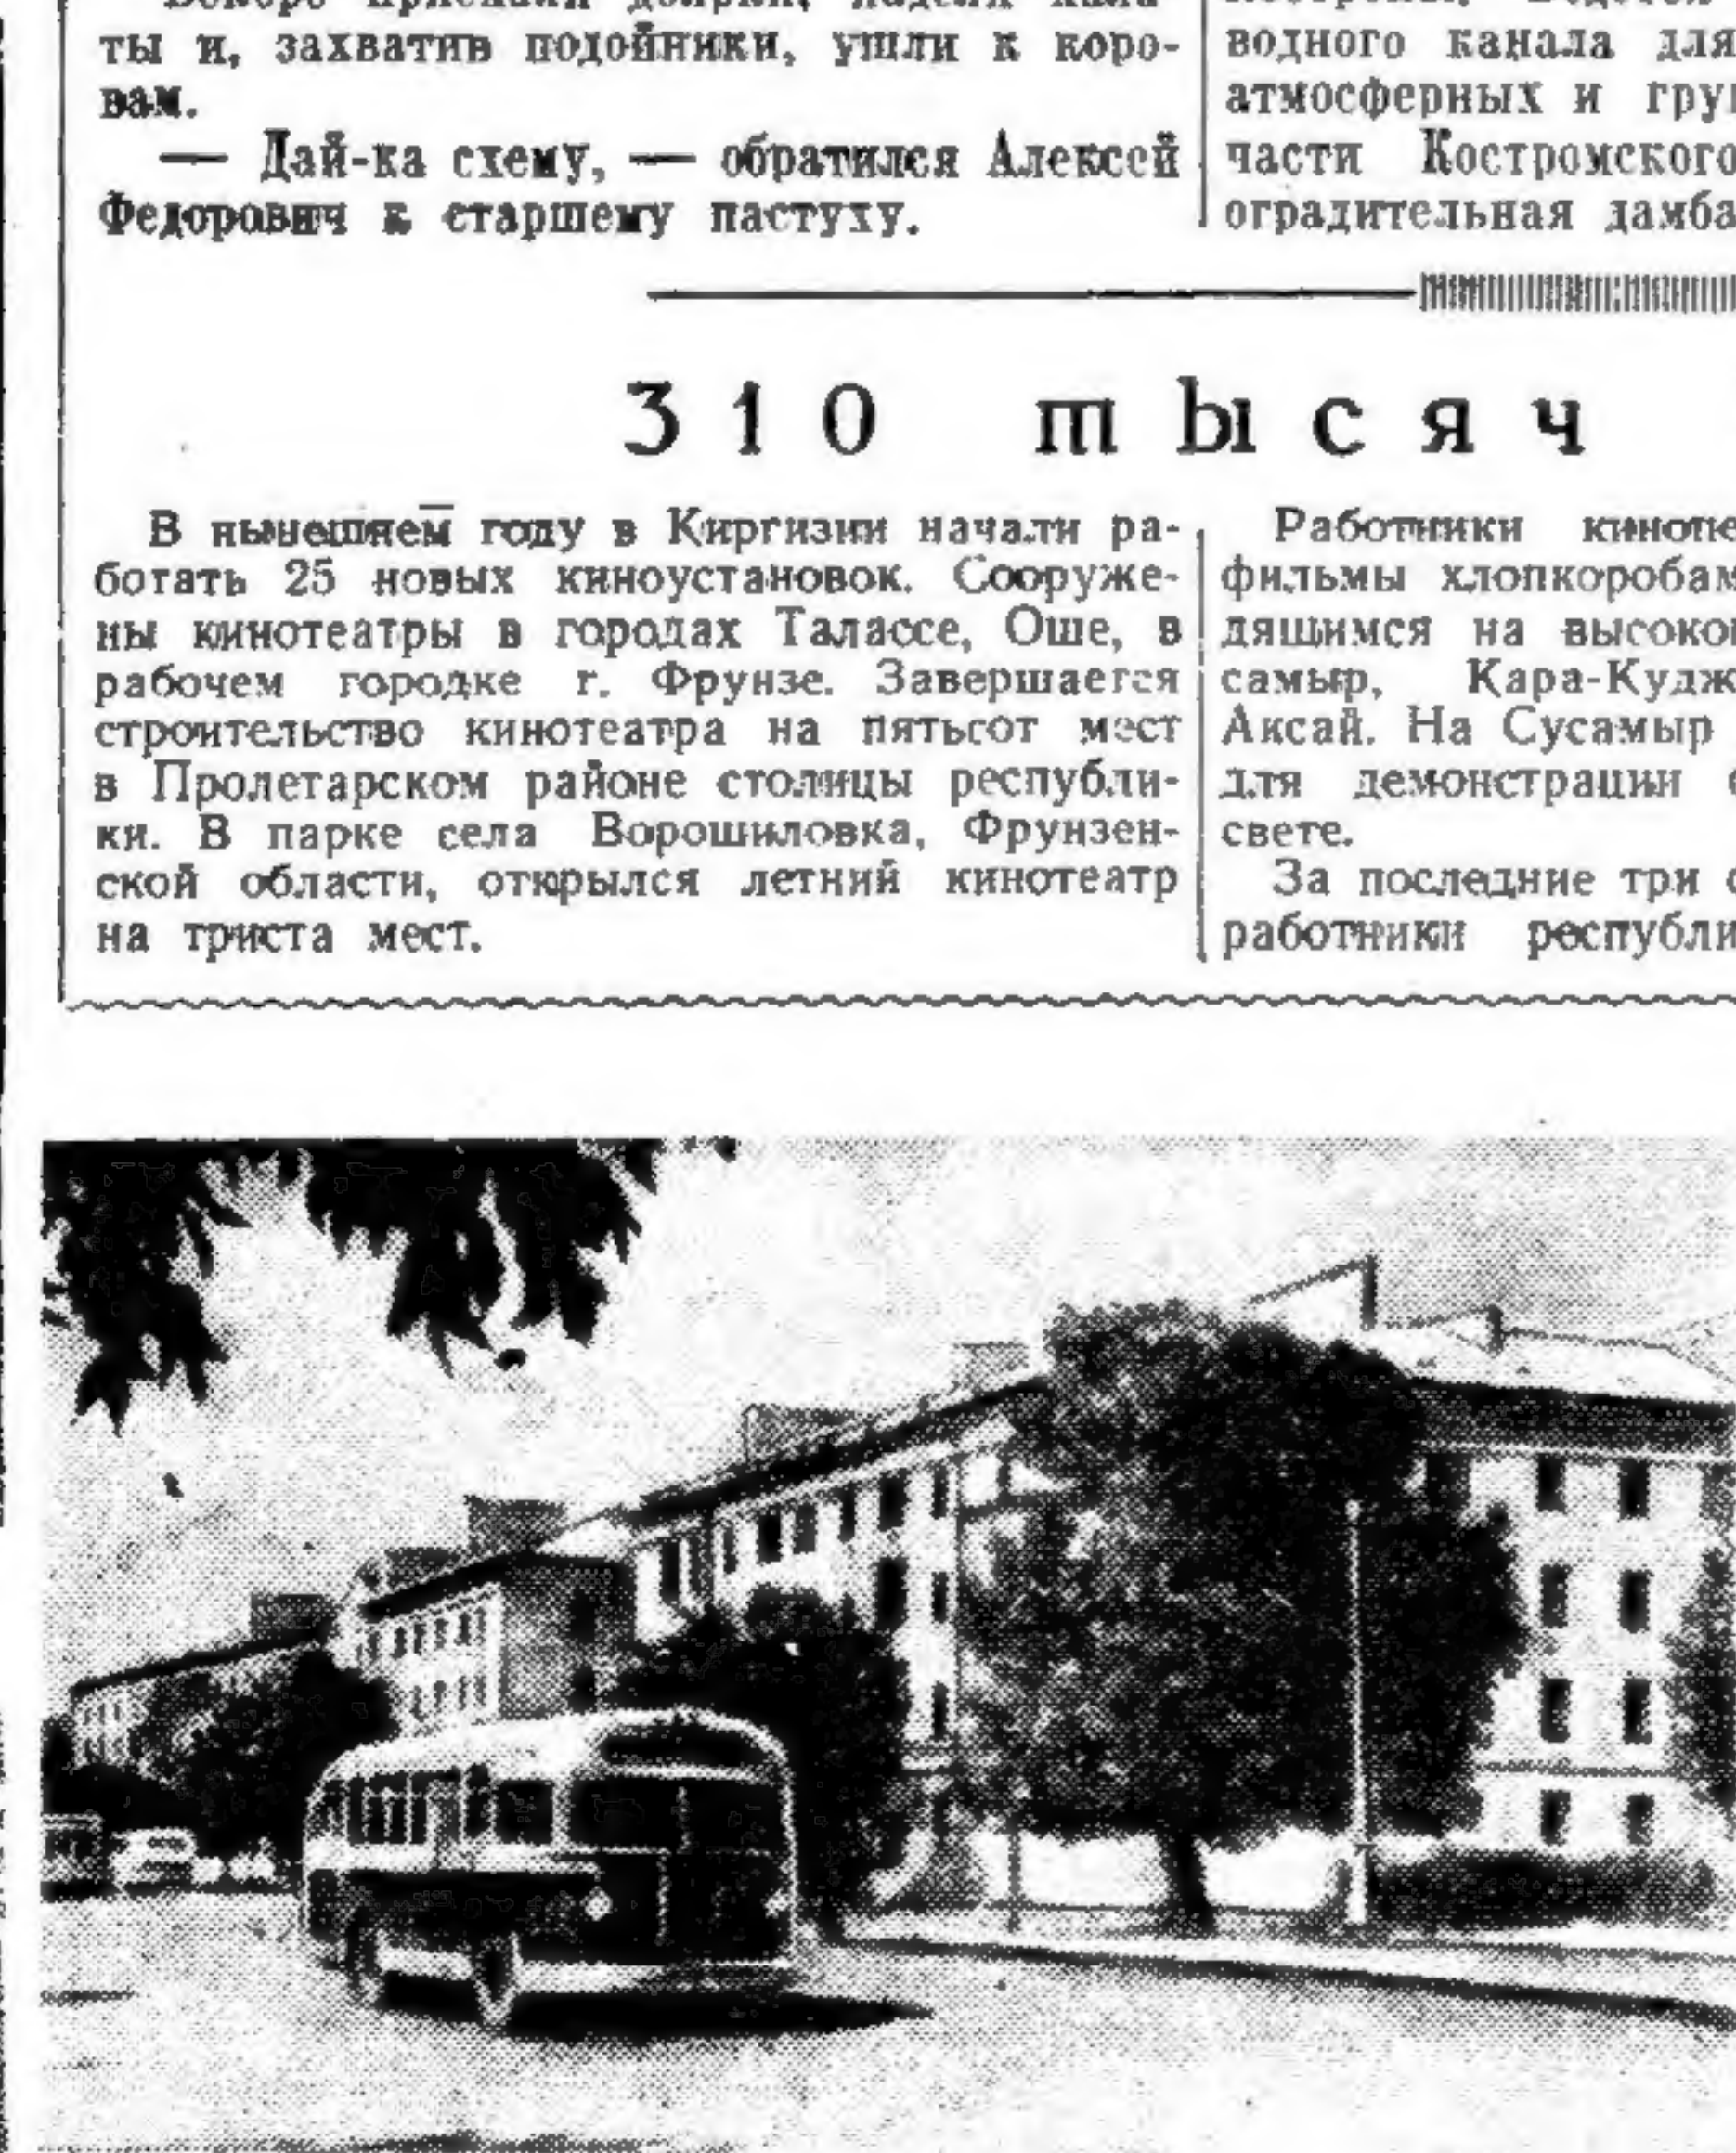 ты и, захватив подойники, ушли к коро-
вам.
— Дай-ка схему, — обратился Алексей
Федорович к старшему пастуху.
водного канала для
атмосферных и
части Костромского
оградительная дамба
310 тысяч
В нынешнем году в Киргизии начали ра-
ботать 25 новых киноустановок. Сооруже-
ны кинотеатры в городах Талассе, Оше, в
рабочем городке г. Фрунзе. Завершается
строительство кинотеатра на пятьсот мест
в Пролетарском районе столицы республи-
ки. В парке села Ворошиловка, Фрунзен-
ской области, открылся летний кинотеатр
на триста мест.
Работники
фильмы хлопкоробам
дящимся на
самыр, Кара-Кудж
Аксай. На Сусамыр
для демонстрации
свете.
За последние три
работники республи